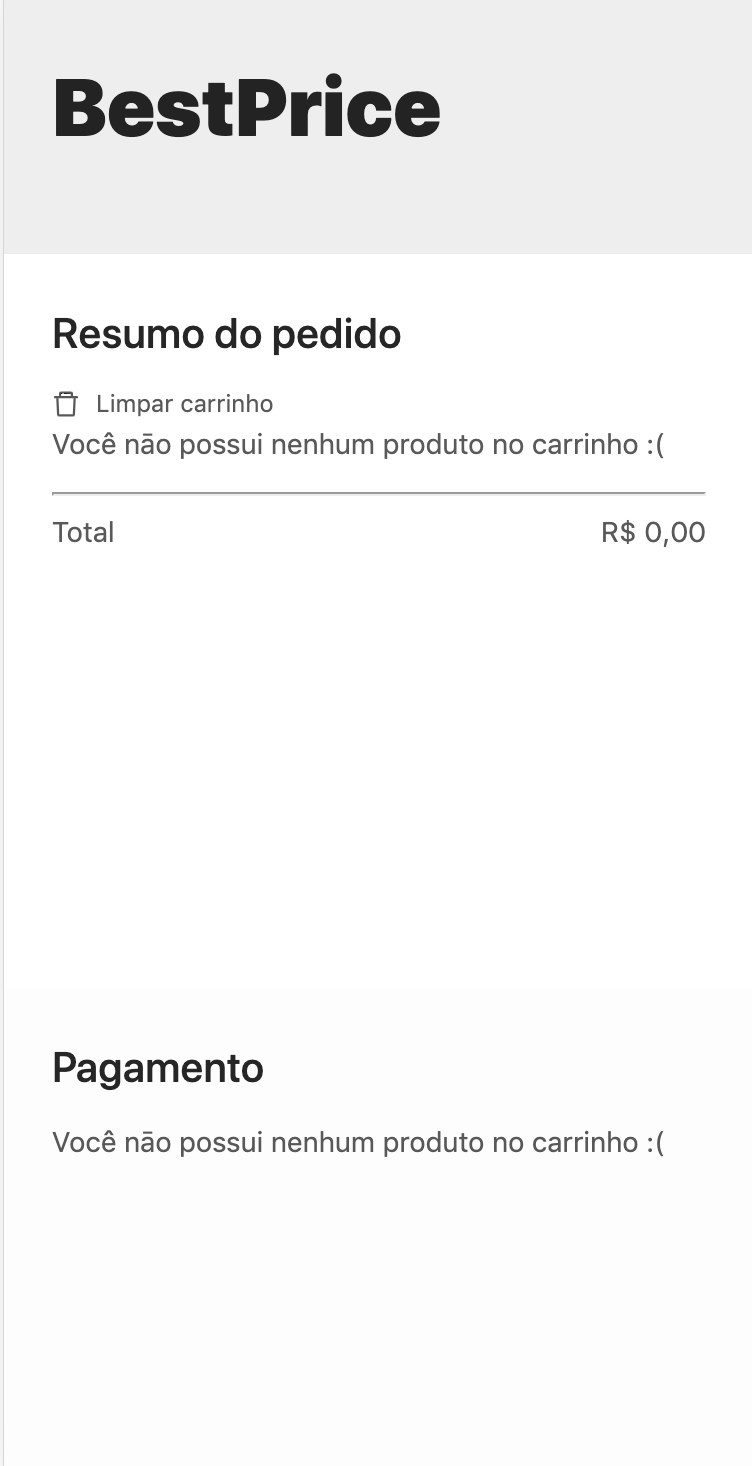 BestPrice
Resumo do pedido
Limpar carrinho
Você não possui nenhum produto no carrinho :(
Total R$ 0,00
Pagamento
Você não possui nenhum produto no carrinho :(